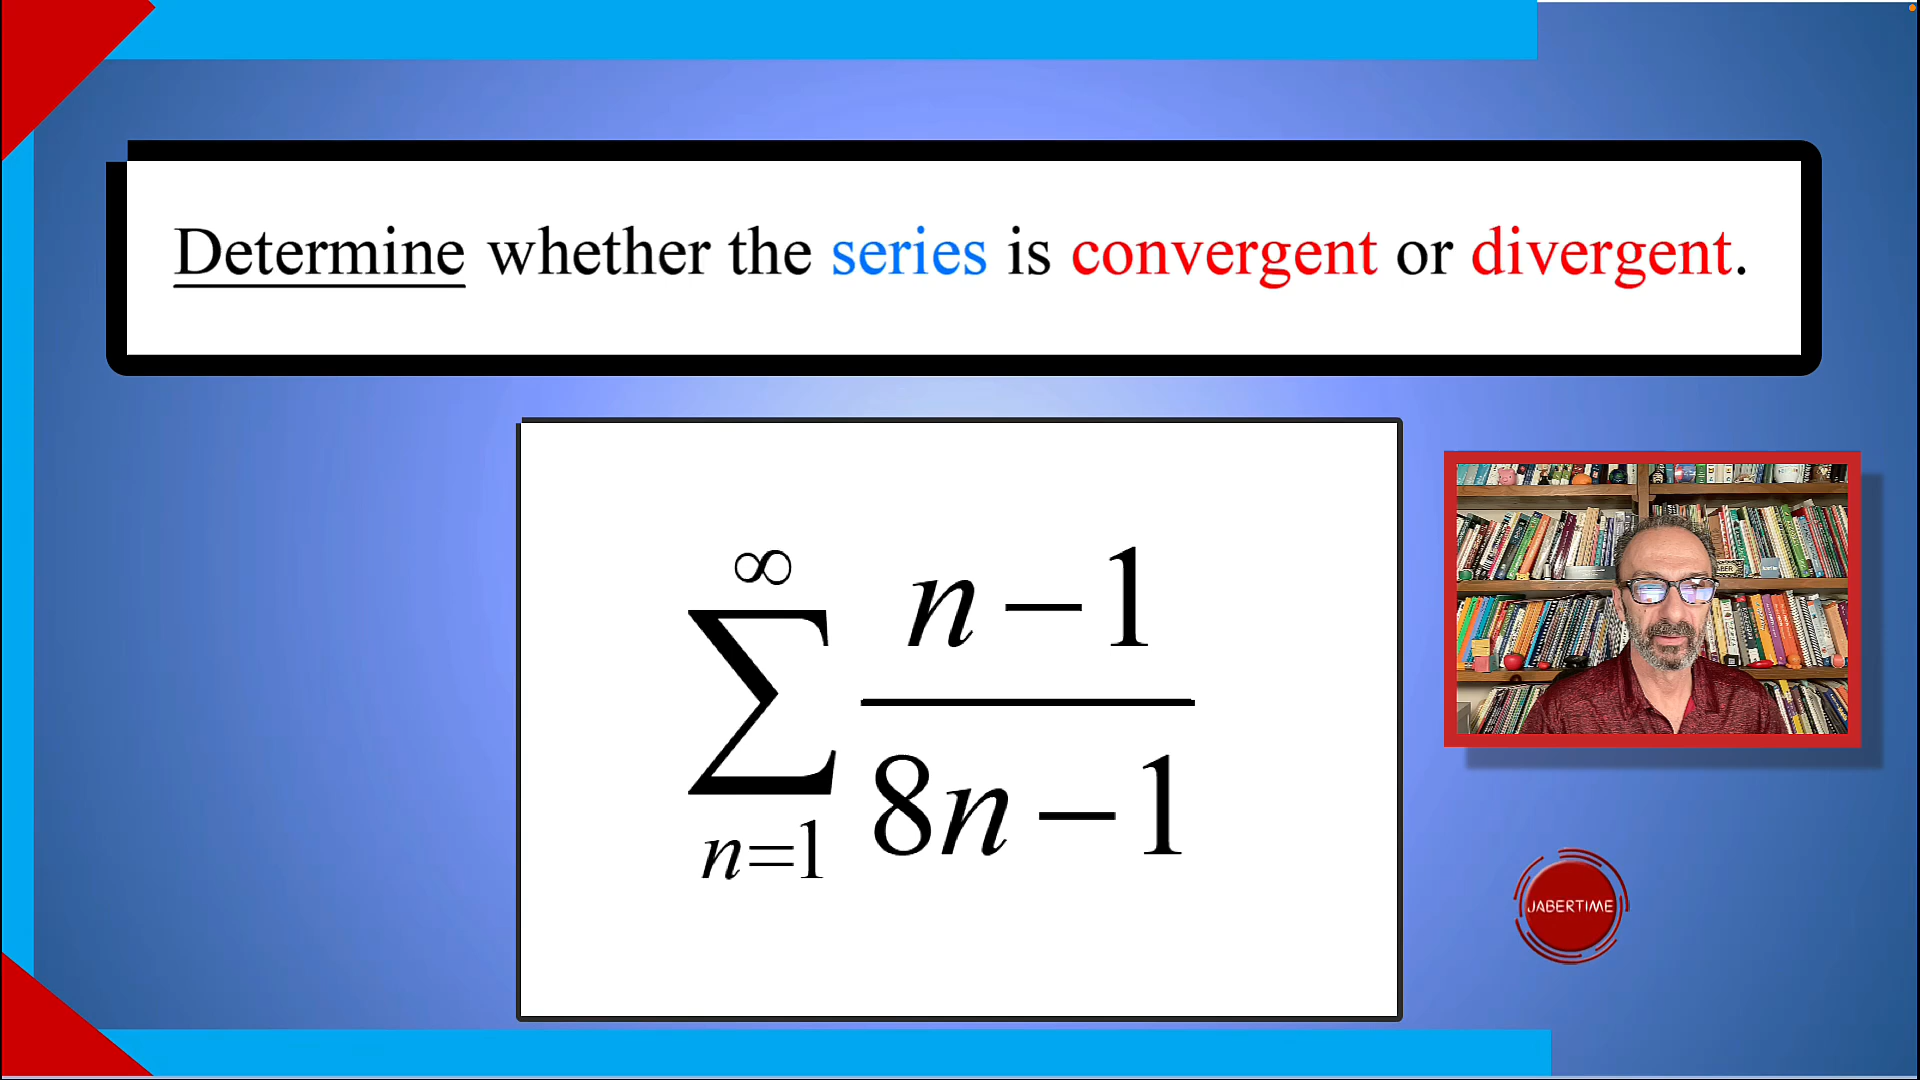 Determine whether the series is convergent or divergent.
∞
∑
n=1
n − 1
8n − 1
JABERTIME